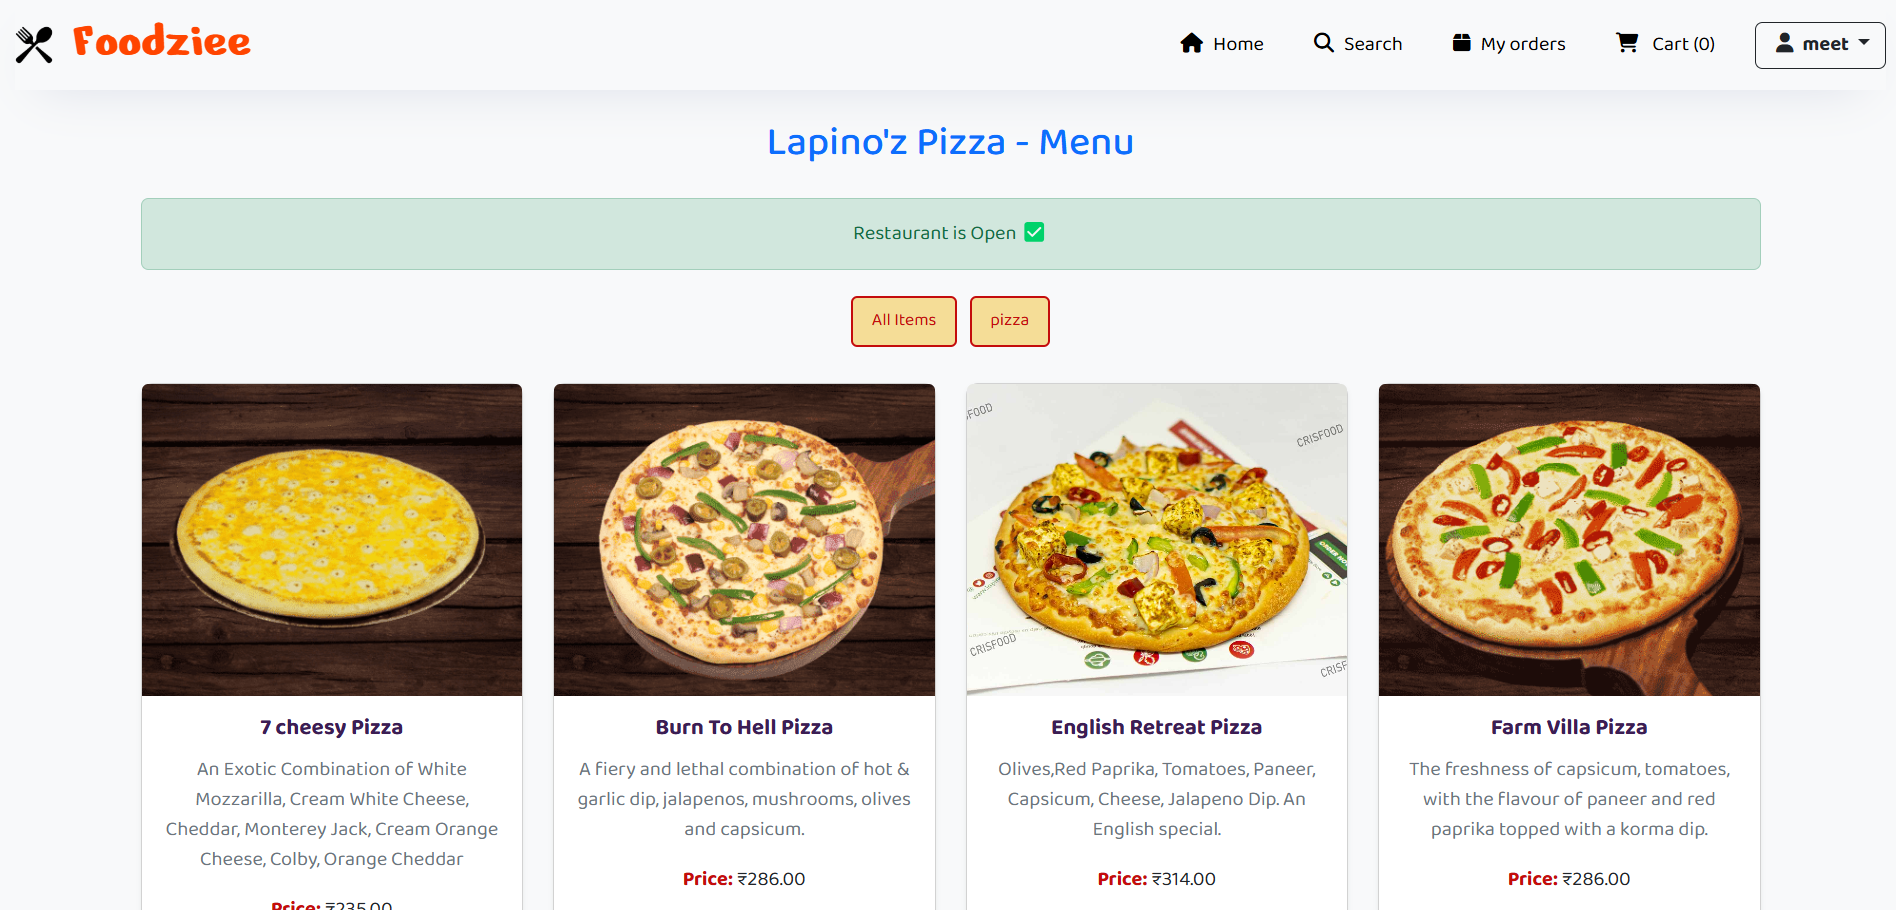 Foodziee
Home
Search
My orders
Cart (0)
meet
Lapino'z Pizza - Menu
Restaurant is Open ✅
All Items
pizza
FOOD
CRISFOOD
CRISFOOD
CRISF
7 cheesy Pizza
An Exotic Combination of White
Mozzarilla, Cream White Cheese,
Cheddar, Monterey Jack, Cream Orange
Cheese, Colby, Orange Cheddar
Price: ₹235.00
Burn To Hell Pizza
A fiery and lethal combination of hot &
garlic dip, jalapenos, mushrooms, olives
and capsicum.
Price: ₹286.00
English Retreat Pizza
Olives,Red Paprika, Tomatoes, Paneer,
Capsicum, Cheese, Jalapeno Dip. An
English special.
Price: ₹314.00
Farm Villa Pizza
The freshness of capsicum, tomatoes,
with the flavour of paneer and red
paprika topped with a korma dip.
Price: ₹286.00